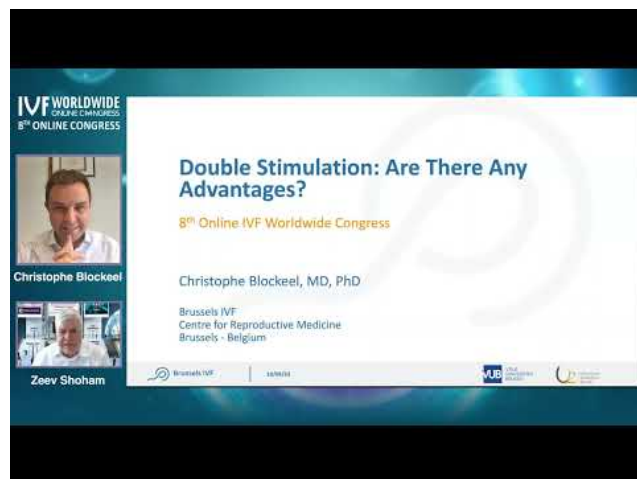 IVF WORLDWIDE
ONLINE CONGRESS
8TH ONLINE CONGRESS
Christophe Blockeel
Zeev Shoham
Double Stimulation: Are There Any
Advantages?
8th Online IVF Worldwide Congress
Christophe Blockeel, MD, PhD
Brussels IVF
Centre for Reproductive Medicine
Brussels - Belgium
Brussels IVF
VUB